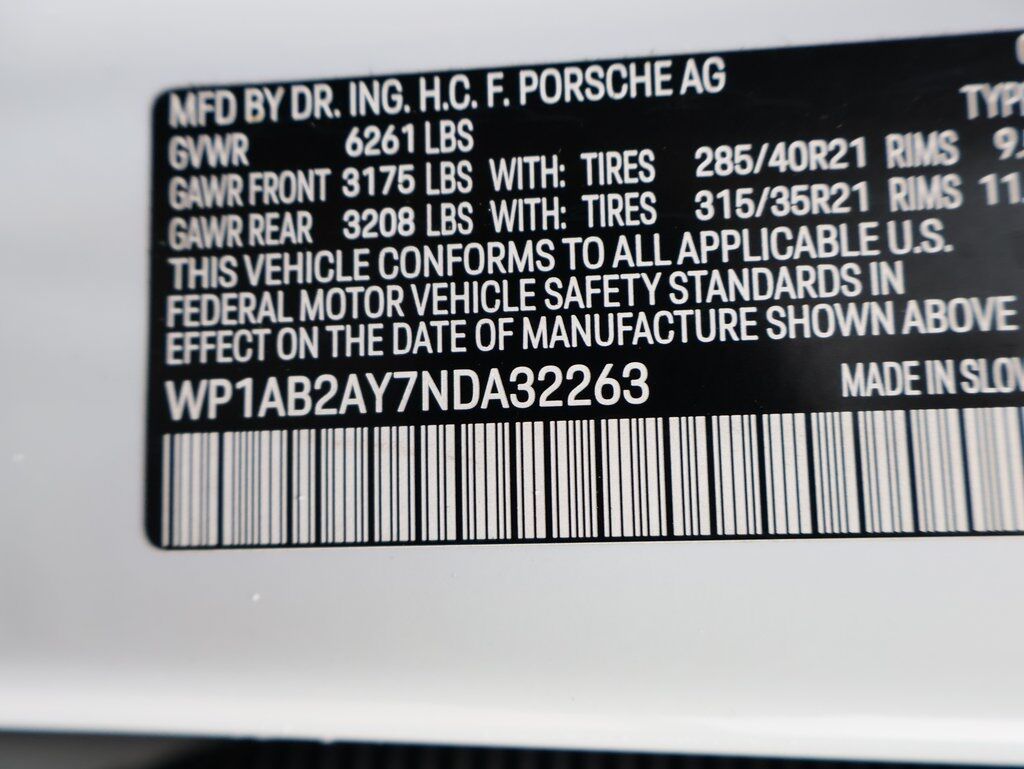 MFD BY DR. ING. H.C. F. PORSCHE AG
GVWR 6261 LBS
GAWR FRONT 3175 LBS WITH: TIRES 285/40R21 RIMS
GAWR REAR 3208 LBS WITH: TIRES 315/35R21 RIMS
THIS VEHICLE CONFORMS TO ALL APPLICABLE U.S.
FEDERAL MOTOR VEHICLE SAFETY STANDARDS IN
EFFECT ON THE DATE OF MANUFACTURE SHOWN ABOVE
WP1AB2AY7NDA32263 MADE IN